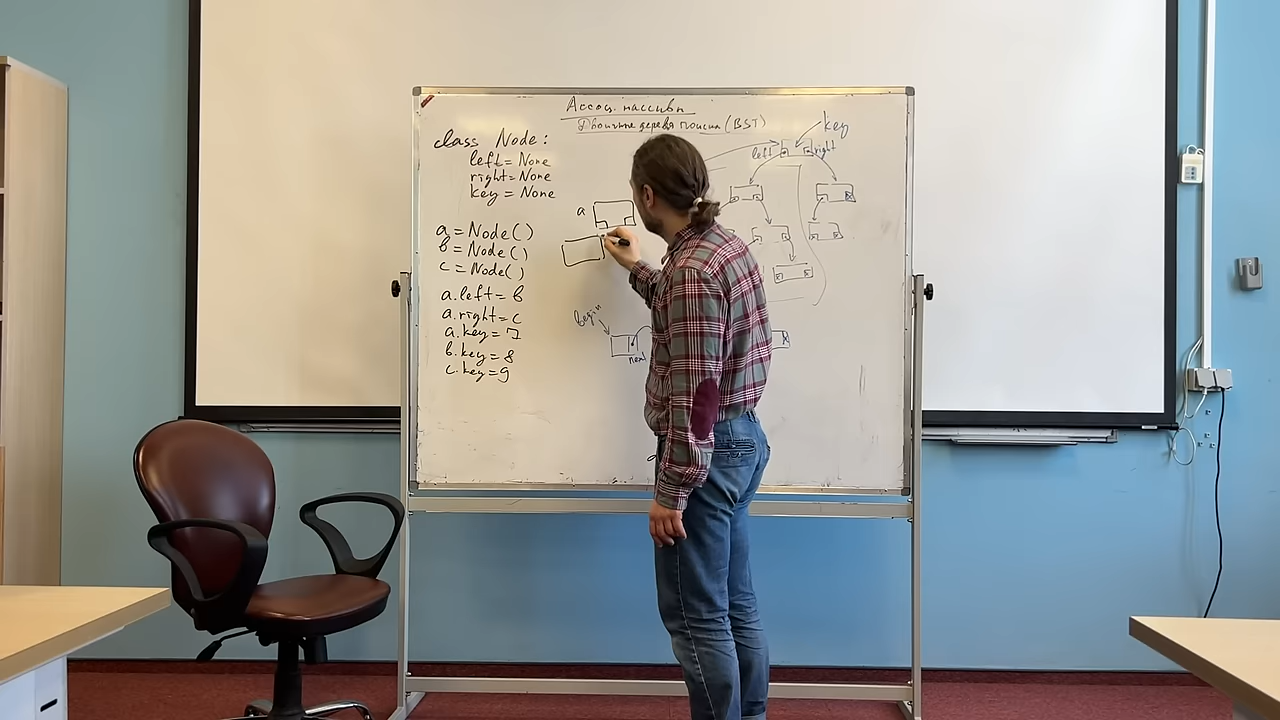 Ассоц. массивы
Двоичные деревья поиска (BST)
class Node:
left = None
right = None
key = None
a = Node()
b = Node()
c = Node()
a.left = b
a.right = c
a.key = 7
b.key = 8
c.key = 9
key
left right
a
begin
next